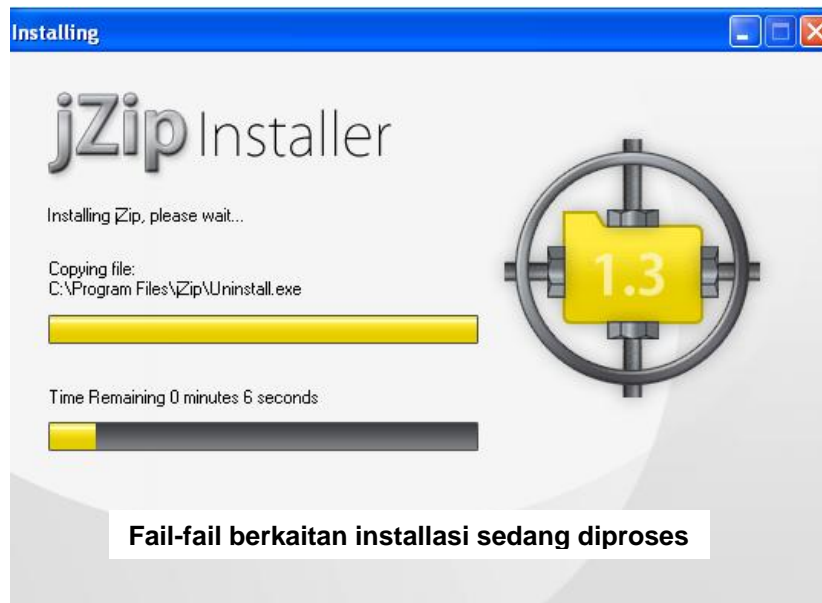 Installing
jZip Installer
Installing jZip, please wait...
Copying file:
C:\Program Files\jZip\Uninstall.exe
1.3
Time Remaining 0 minutes 6 seconds
Fail-fail berkaitan installasi sedang diproses